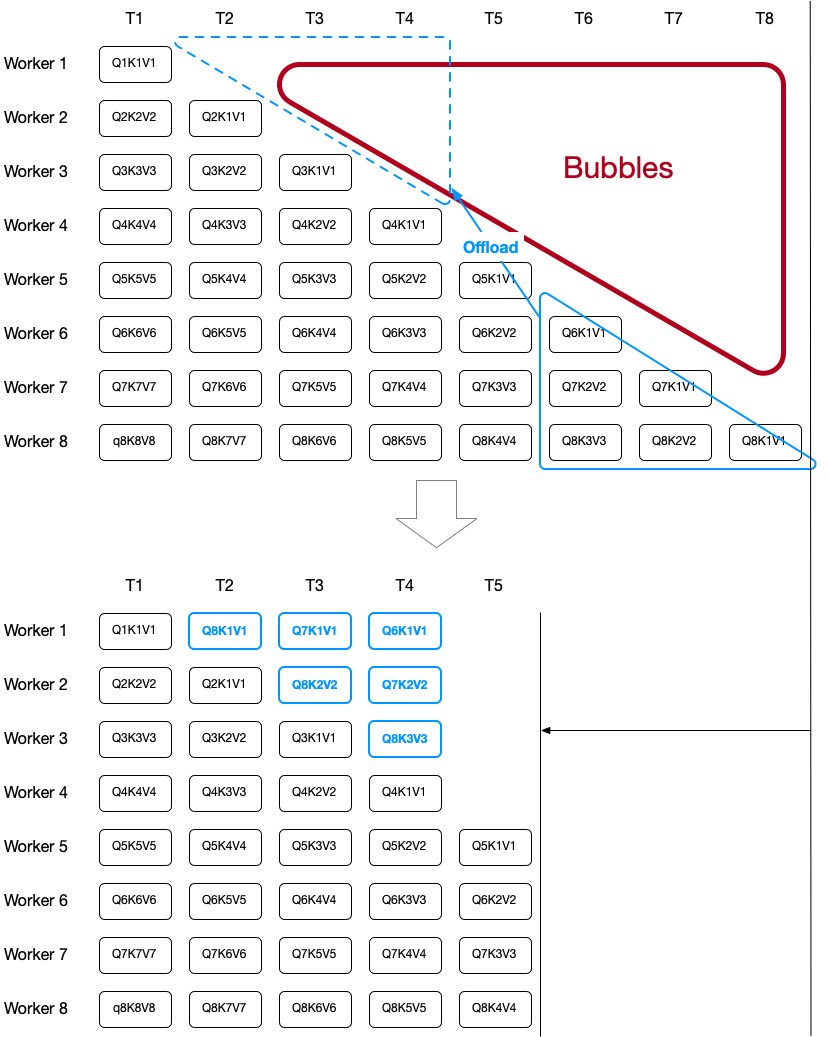 T1 T2 T3 T4 T5 T6 T7 T8
Worker 1 Q1K1V1
Worker 2 Q2K2V2 Q2K1V1
Bubbles
Worker 3 Q3K3V3 Q3K2V2 Q3K1V1
Worker 4 Q4K4V4 Q4K3V3 Q4K2V2 Q4K1V1
Offload
Worker 5 Q5K5V5 Q5K4V4 Q5K3V3 Q5K2V2 Q5K1V1
Worker 6 Q6K6V6 Q6K5V5 Q6K4V4 Q6K3V3 Q6K2V2 Q6K1V1
Worker 7 Q7K7V7 Q7K6V6 Q7K5V5 Q7K4V4 Q7K3V3 Q7K2V2 Q7K1V1
Worker 8 q8K8V8 Q8K7V7 Q8K6V6 Q8K5V5 Q8K4V4 Q8K3V3 Q8K2V2 Q8K1V1
T1 T2 T3 T4 T5
Worker 1 Q1K1V1 Q8K1V1 Q7K1V1 Q6K1V1
Worker 2 Q2K2V2 Q2K1V1 Q8K2V2 Q7K2V2
Worker 3 Q3K3V3 Q3K2V2 Q3K1V1 Q8K3V3
Worker 4 Q4K4V4 Q4K3V3 Q4K2V2 Q4K1V1
Worker 5 Q5K5V5 Q5K4V4 Q5K3V3 Q5K2V2 Q5K1V1
Worker 6 Q6K6V6 Q6K5V5 Q6K4V4 Q6K3V3 Q6K2V2
Worker 7 Q7K7V7 Q7K6V6 Q7K5V5 Q7K4V4 Q7K3V3
Worker 8 q8K8V8 Q8K7V7 Q8K6V6 Q8K5V5 Q8K4V4